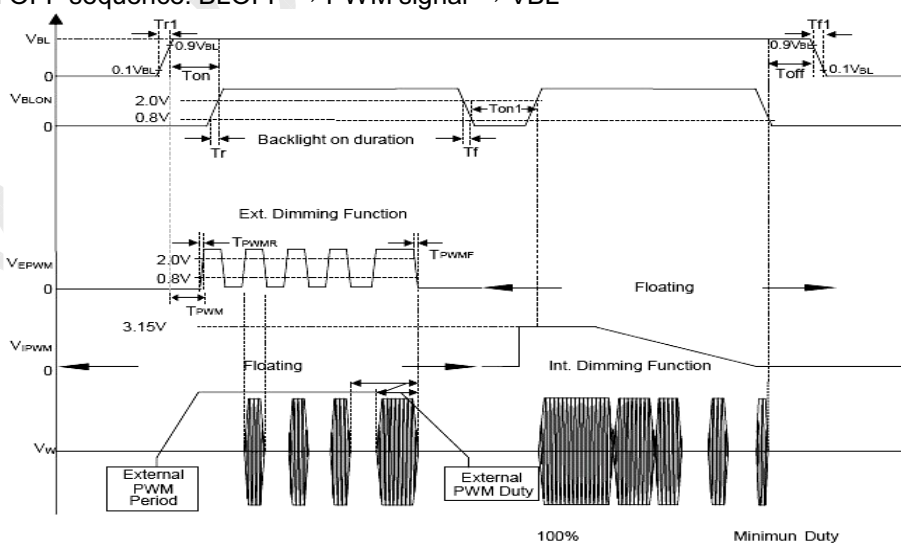 OFF sequence: BLOFF → PWM signal → VBL
Tr1
Tf1
VBL
0.9VBL
0.9VBL
0.1VBL
Ton
Toff
0.1VBL
0
VBLON
2.0V
Ton1
0.8V
0
Backlight on duration
Tr
Tf
Ext. Dimming Function
TPWMR
TPWMF
VEPWM
2.0V
0.8V
0
Floating
TPWM
3.15V
VIPWM
0
Floating
Int. Dimming Function
VW
External
PWM
Period
External
PWM Duty
100%
Minimun Duty